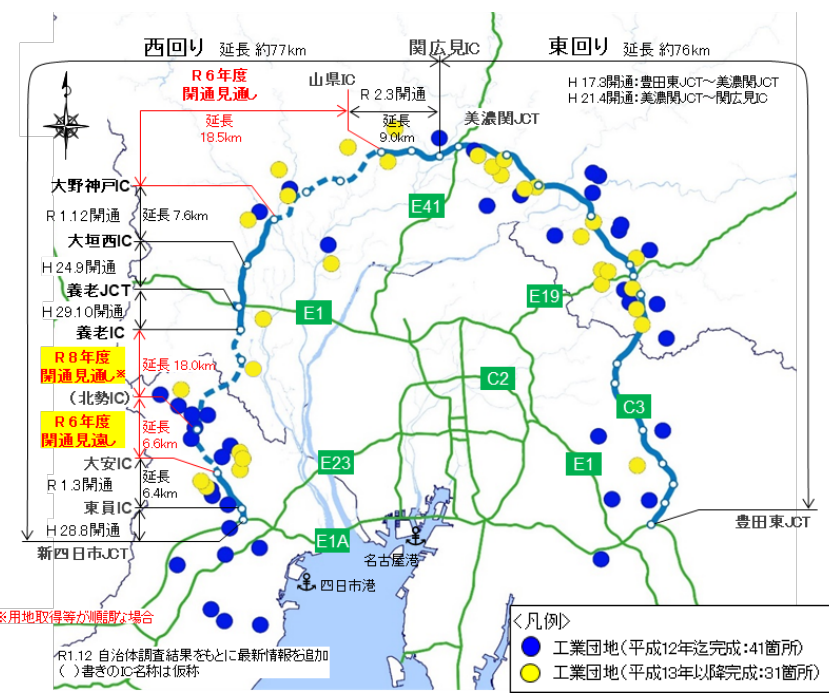 西回り 延長 約77km
関広見IC
東回り 延長 約76km
R6年度
開通見通し
山県IC
R2.3開通
H17.3開通:豊田東JCT～美濃関JCT
H21.4開通:美濃関JCT～関広見IC
延長
18.5km
延長
9.0km
美濃関JCT
大野神戸IC
R1.12開通
延長 7.6km
E41
大垣西IC
H24.9開通
養老JCT
E19
H29.10開通
E1
養老IC
R8年度
開通見通し※
延長 18.0km
C2
(北勢IC)
C3
R6年度
開通見通し
延長
6.6km
大安IC
E23
E1
R1.3開通
延長
6.4km
東員IC
H28.8開通
豊田東JCT
新四日市JCT
E1A
名古屋港
四日市港
※用地取得等が順調な場合
<凡例>
工業団地(平成12年迄完成:41箇所)
工業団地(平成13年以降完成:31箇所)
R1.12 自治体調査結果をもとに最新情報を追加
( )書きのIC名称は仮称